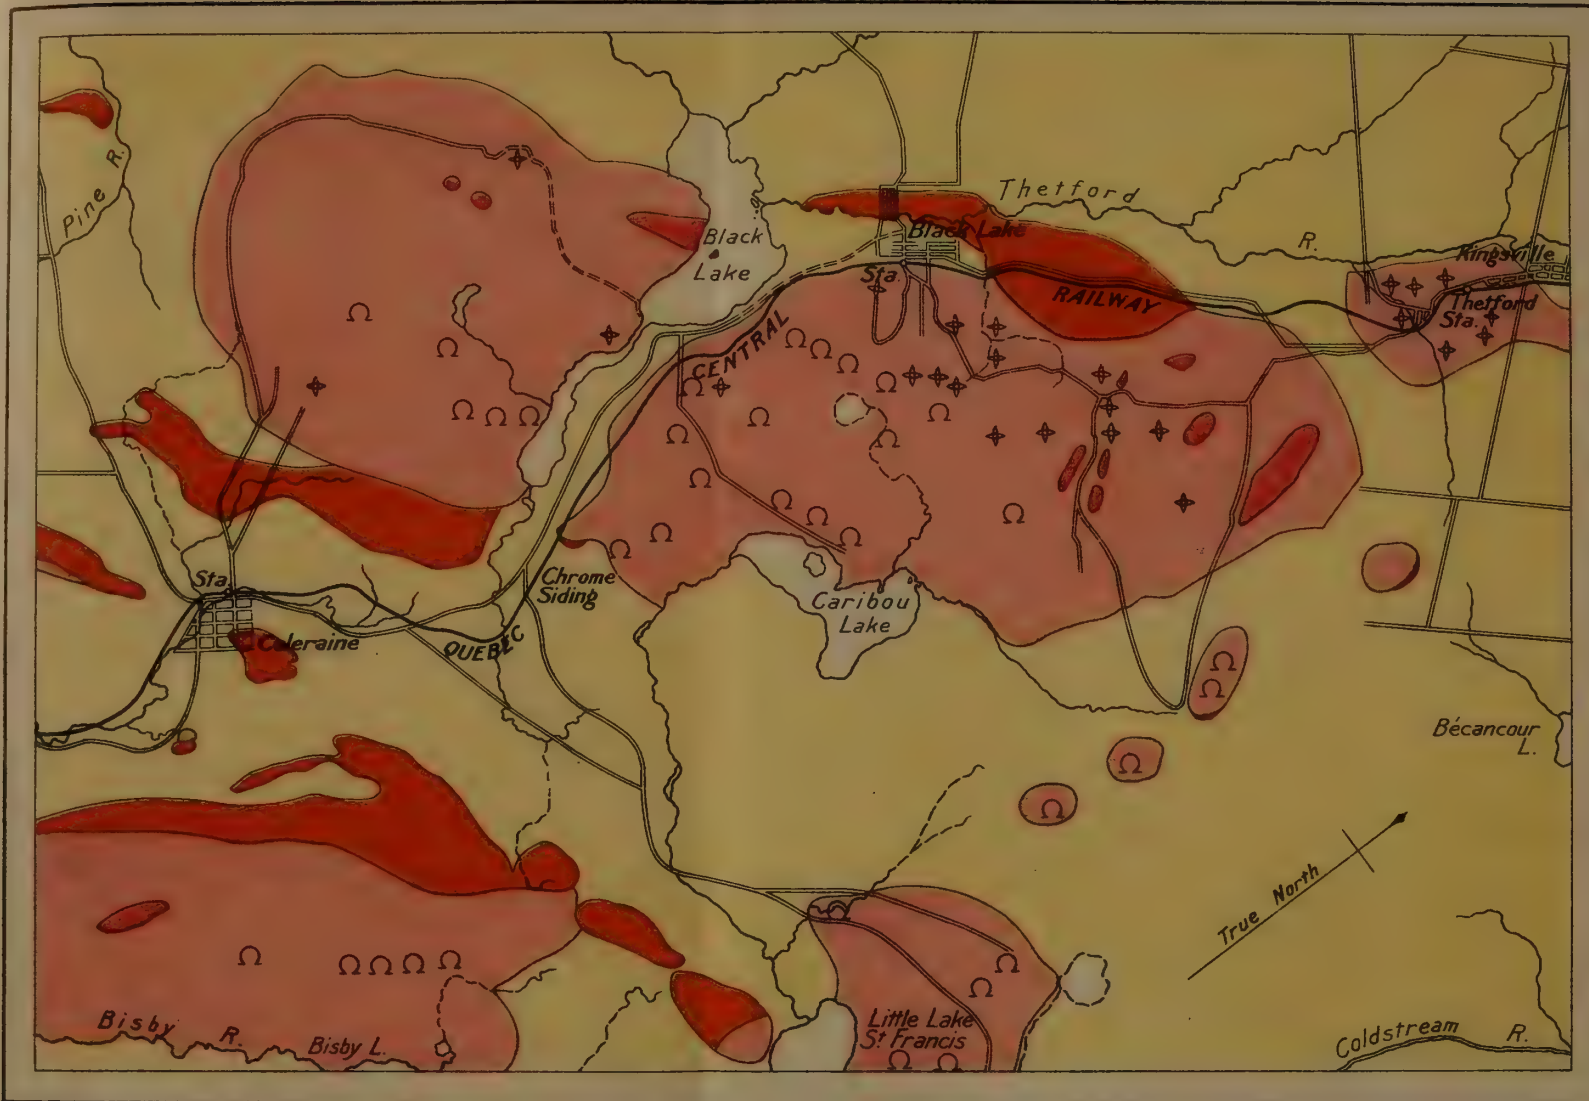 Pine R.
Black
Lake
Thetford
R.
Black Lake
Sta.
RAILWAY
Kingsville
Thetford
Sta.
CENTRAL
Chrome
Siding
Sta.
Coleraine
QUEBEC
Caribou
Lake
Bécancour
L.
True North
Bisby R.
Bisby L.
Little Lake
St Francis
Coldstream R.